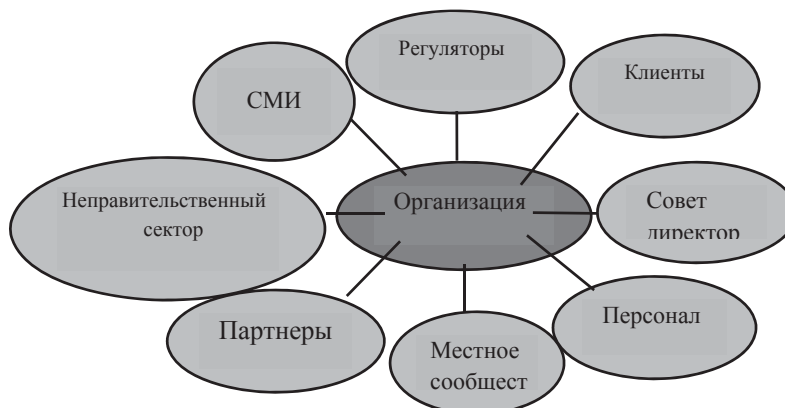 Регуляторы
Клиенты
СМИ
Неправительственный
сектор
Организация
Совет
директор
Партнеры
Местное
сообщест
Персонал